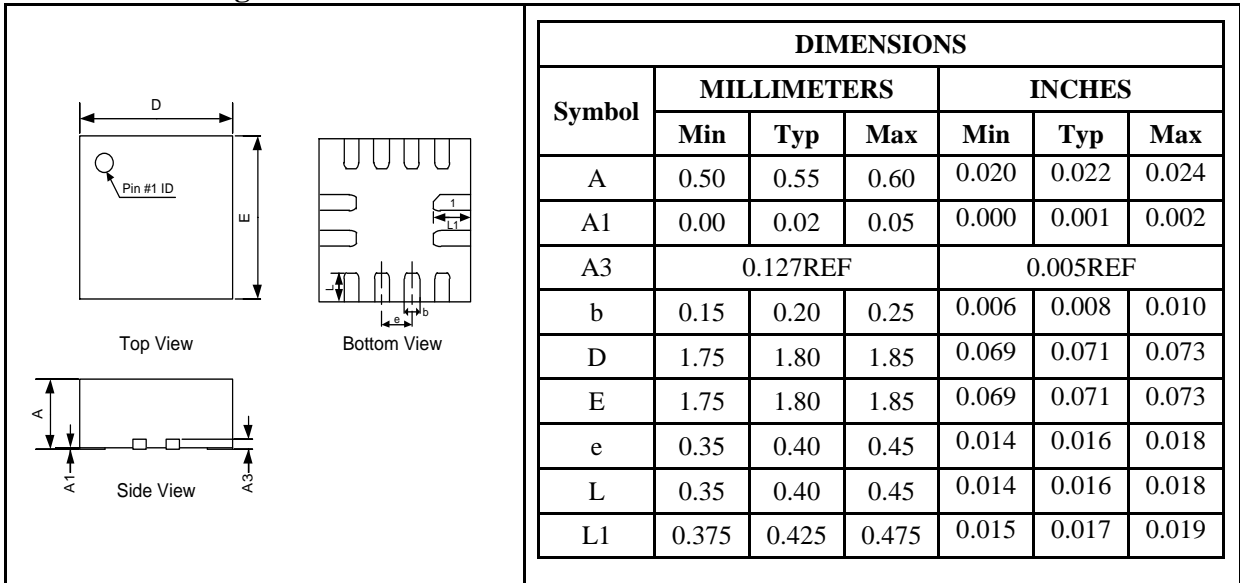 D
Pin #1 ID
E
1
L1
L
e
b
Top View
Bottom View
A
A1
Side View
A3
DIMENSIONS
Symbol MILLIMETERS INCHES
Min Typ Max Min Typ Max
A 0.50 0.55 0.60 0.020 0.022 0.024
A1 0.00 0.02 0.05 0.000 0.001 0.002
A3 0.127REF 0.005REF
b 0.15 0.20 0.25 0.006 0.008 0.010
D 1.75 1.80 1.85 0.069 0.071 0.073
E 1.75 1.80 1.85 0.069 0.071 0.073
e 0.35 0.40 0.45 0.014 0.016 0.018
L 0.35 0.40 0.45 0.014 0.016 0.018
L1 0.375 0.425 0.475 0.015 0.017 0.019